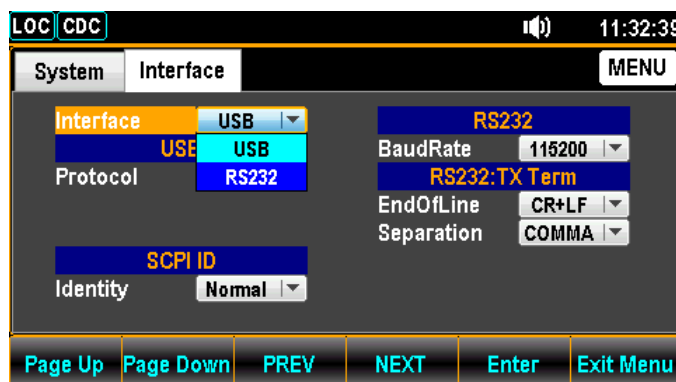 LOC CDC 11:32:39
System Interface MENU
Interface USB
USB
USB
RS232
Protocol
SCPI ID
Identity Normal
RS232
BaudRate 115200
RS232:TX Term
EndOfLine CR+LF
Separation COMMA
Page Up Page Down PREV NEXT Enter Exit Menu